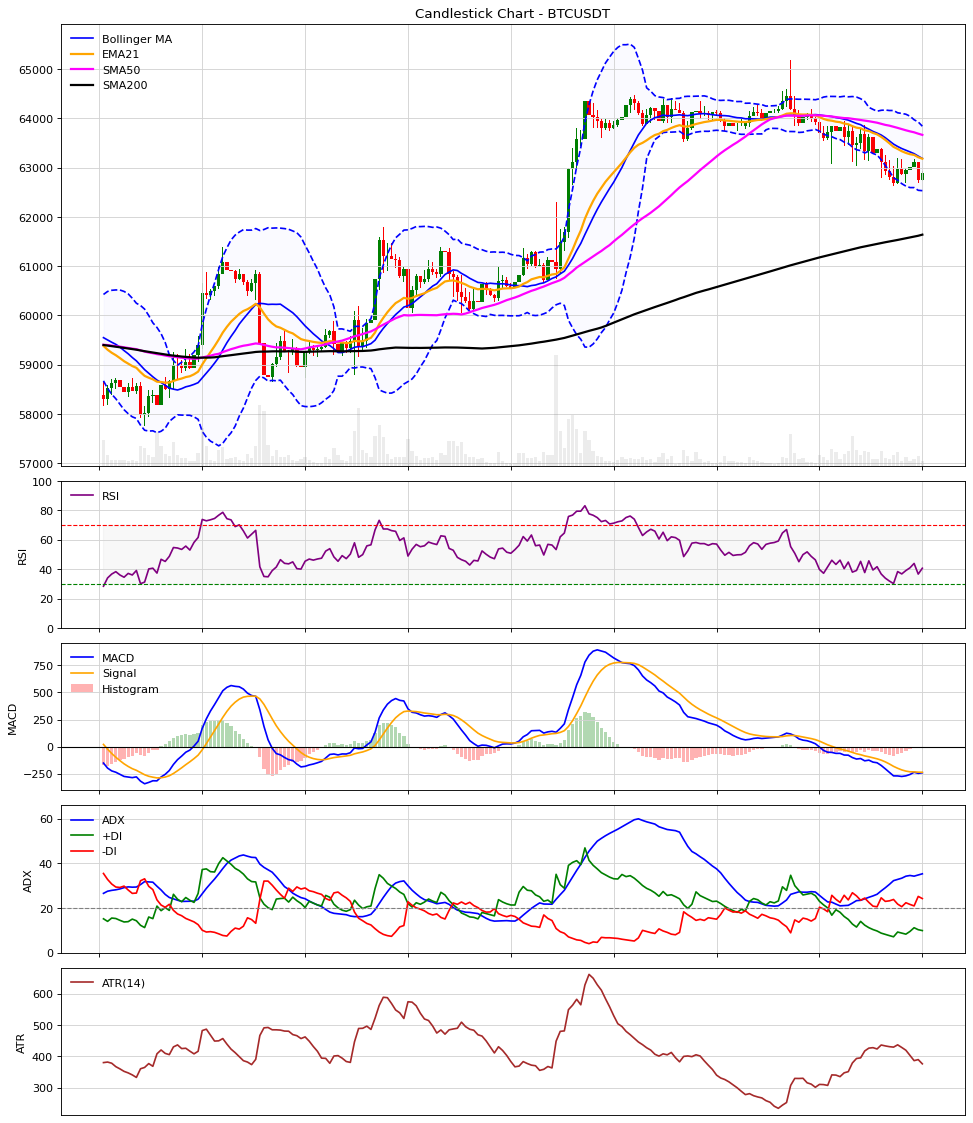 Candlestick Chart - BTCUSDT
Bollinger MA
EMA21
SMA50
SMA200
65000
64000
63000
62000
61000
60000
59000
58000
57000
RSI
100
80
60
40
20
0
RSI
MACD
Signal
Histogram
750
500
250
0
−250
MACD
ADX
+DI
-DI
60
40
20
0
ADX
ATR(14)
600
500
400
300
ATR